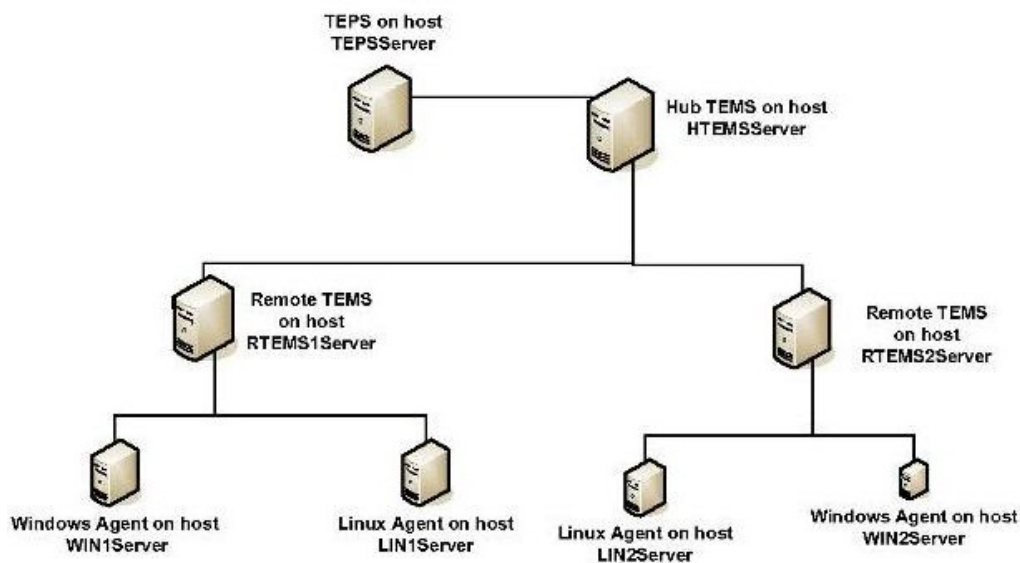 TEPS on host
TEPSServer
Hub TEMS on host
HTEMSServer
Remote TEMS
on host
RTEMS1Server
Remote TEMS
on host
RTEMS2Server
Windows Agent on host
WIN1Server
Linux Agent on host
LIN1Server
Linux Agent on host
LIN2Server
Windows Agent on host
WIN2Server